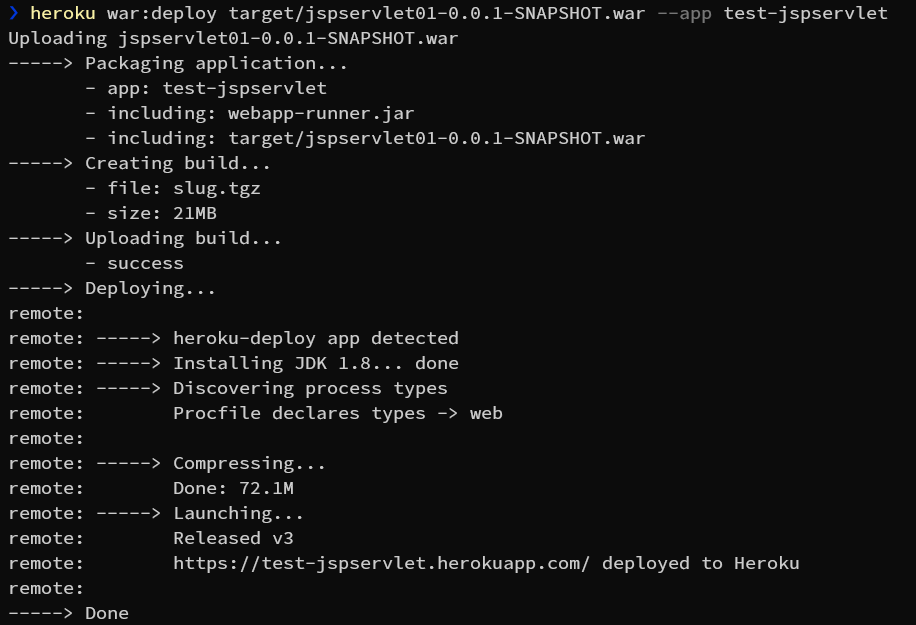 ❯ heroku war:deploy target/jspservlet01-0.0.1-SNAPSHOT.war --app test-jspservlet
Uploading jspservlet01-0.0.1-SNAPSHOT.war
-----> Packaging application...
       - app: test-jspservlet
       - including: webapp-runner.jar
       - including: target/jspservlet01-0.0.1-SNAPSHOT.war
-----> Creating build...
       - file: slug.tgz
       - size: 21MB
-----> Uploading build...
       - success
-----> Deploying...
remote:
remote: -----> heroku-deploy app detected
remote: -----> Installing JDK 1.8... done
remote: -----> Discovering process types
remote:        Procfile declares types -> web
remote:
remote: -----> Compressing...
remote:        Done: 72.1M
remote: -----> Launching...
remote:        Released v3
remote:        https://test-jspservlet.herokuapp.com/ deployed to Heroku
remote:
-----> Done